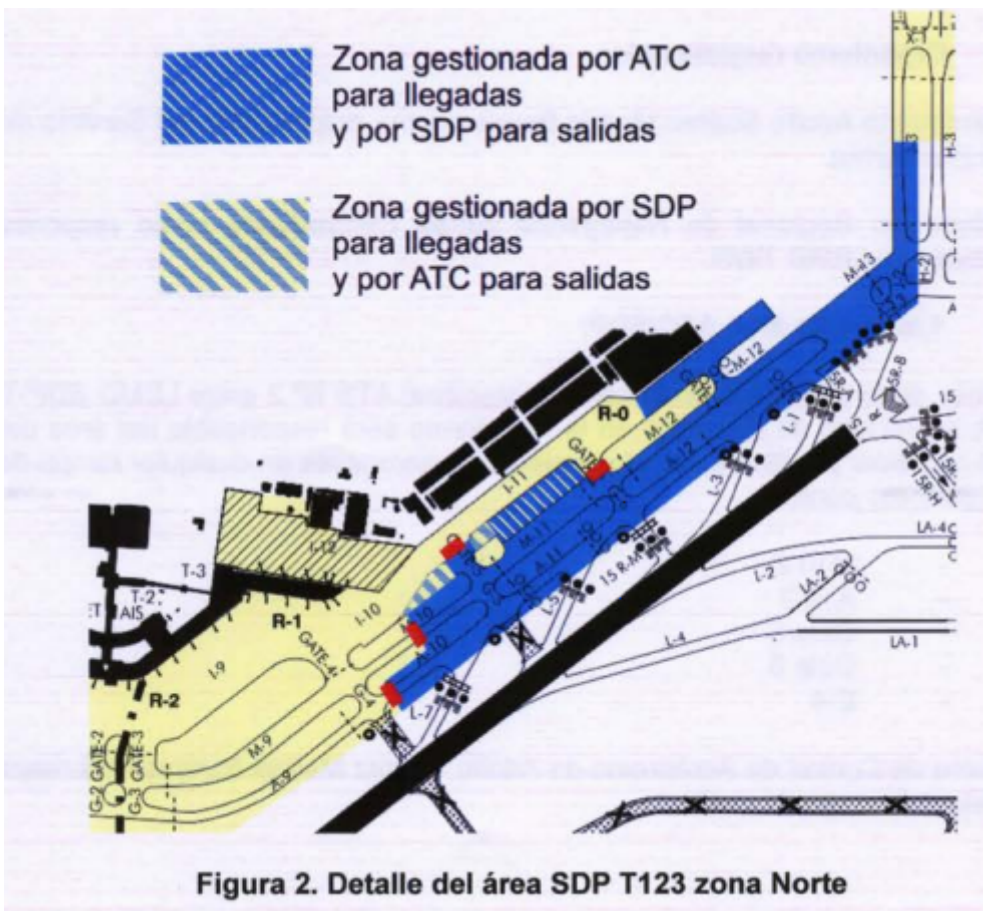 Zona gestionada por ATC
para llegadas
y por SDP para salidas
Zona gestionada por SDP
para llegadas
y por ATC para salidas
M-13
M-12
R-0
M-12
A-12
L-1
I-11
L-3
M-11
A-11
15 R-M
LA-4
L-2
LA-2
L-5
L-4
LA-1
I-12
T-3
T-2
AIS
R-1
I-10
A-10
GATE-4
I-9
R-2
L-7
M-9
A-9
GATE-2
GATE-3
G-2
G-3
15
Figura 2. Detalle del área SDP T123 zona Norte